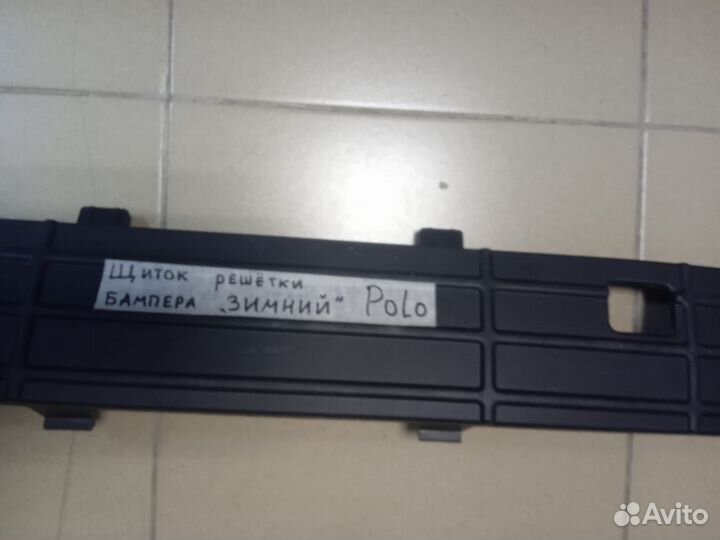 Щиток решётки
бампера „зимний" Polo
Avito